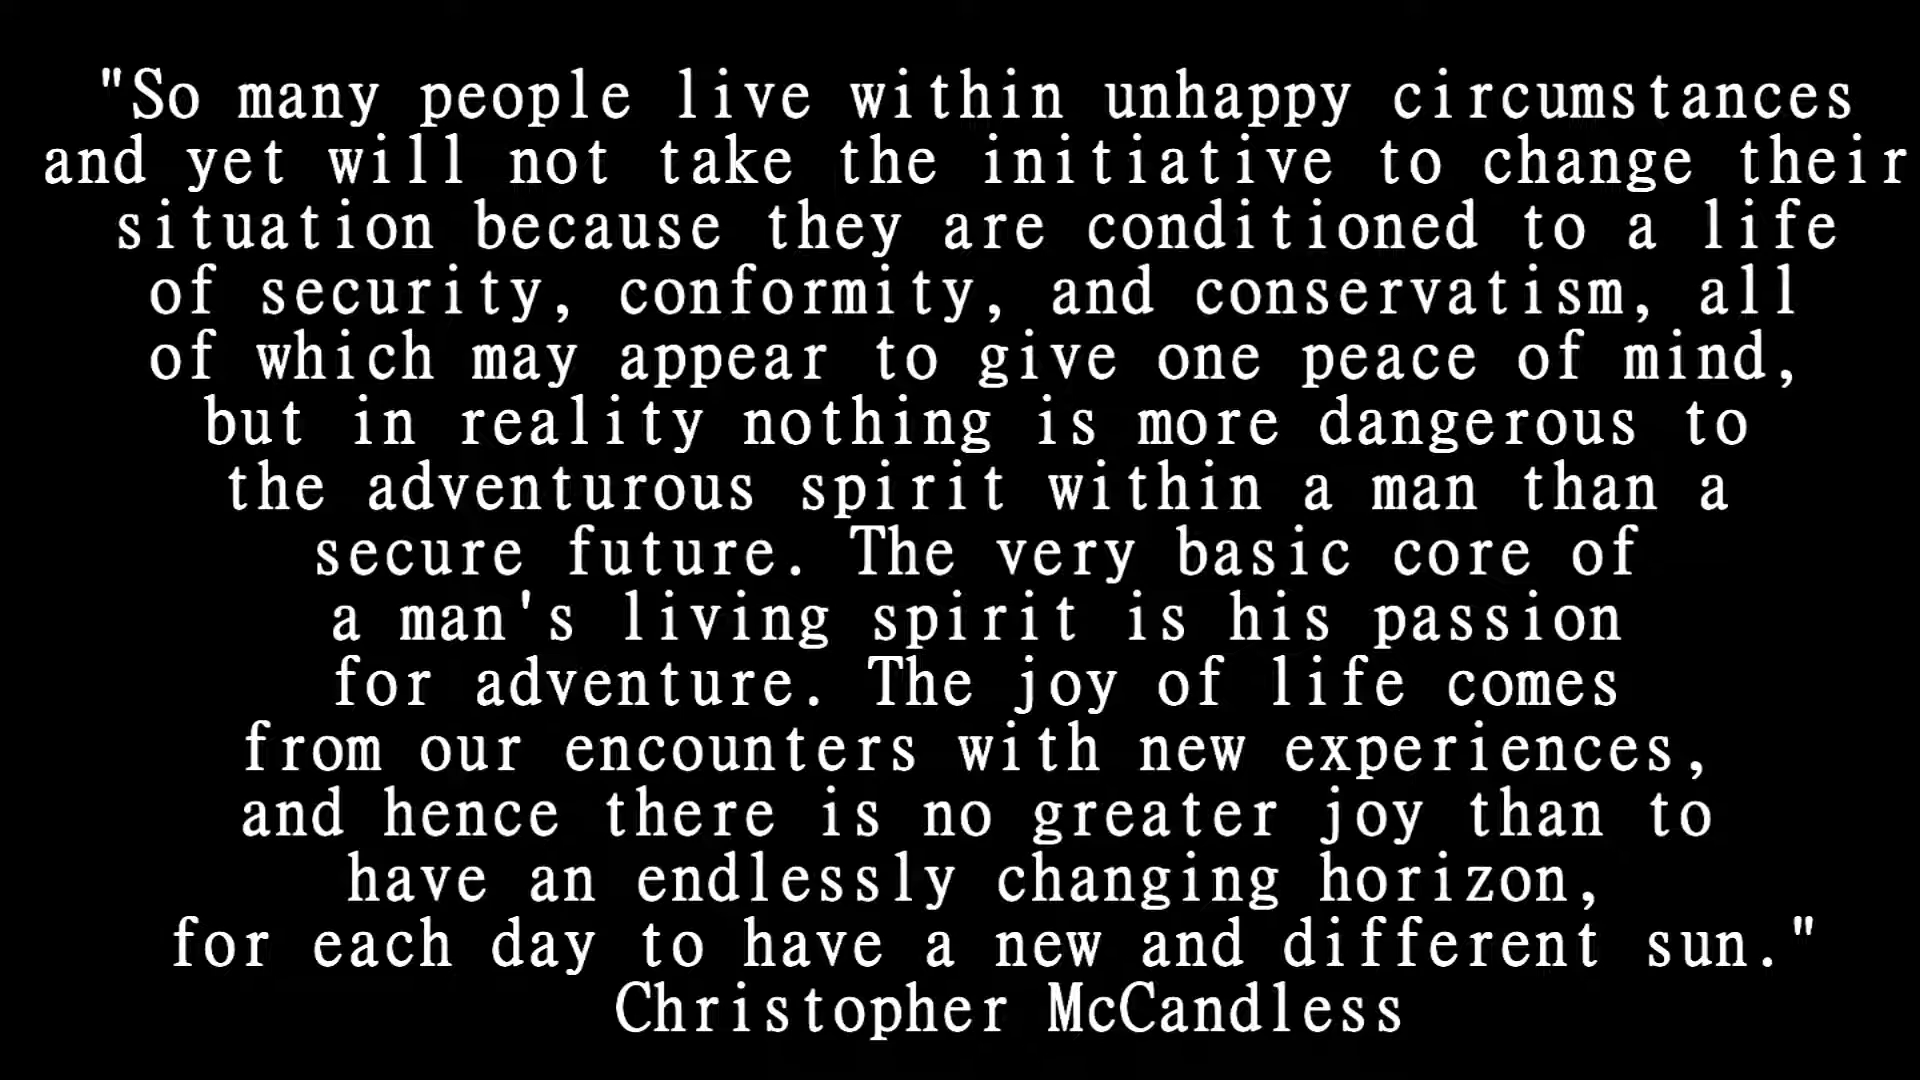 "So many people live within unhappy circumstances
and yet will not take the initiative to change their
situation because they are conditioned to a life
of security, conformity, and conservatism, all
of which may appear to give one peace of mind,
but in reality nothing is more dangerous to
the adventurous spirit within a man than a
secure future. The very basic core of
a man's living spirit is his passion
for adventure. The joy of life comes
from our encounters with new experiences,
and hence there is no greater joy than to
have an endlessly changing horizon,
for each day to have a new and different sun."
Christopher McCandless